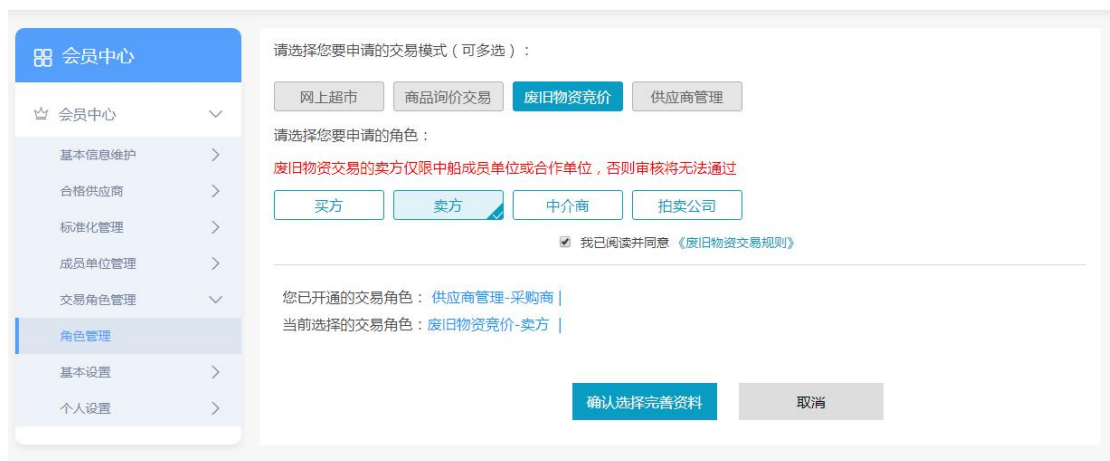 会员中心
会员中心
基本信息维护
合格供应商
标准化管理
成员单位管理
交易角色管理
角色管理
基本设置
个人设置
请选择您要申请的交易模式(可多选):
网上超市 商品询价交易 废旧物资竞价 供应商管理
请选择您要申请的角色:
废旧物资交易的卖方仅限中船成员单位或合作单位,否则审核将无法通过
买方 卖方 中介商 拍卖公司
我已阅读并同意《废旧物资交易规则》
您已开通的交易角色:供应商管理-采购商 |
当前选择的交易角色:废旧物资竞价-卖方 |
确认选择完善资料 取消